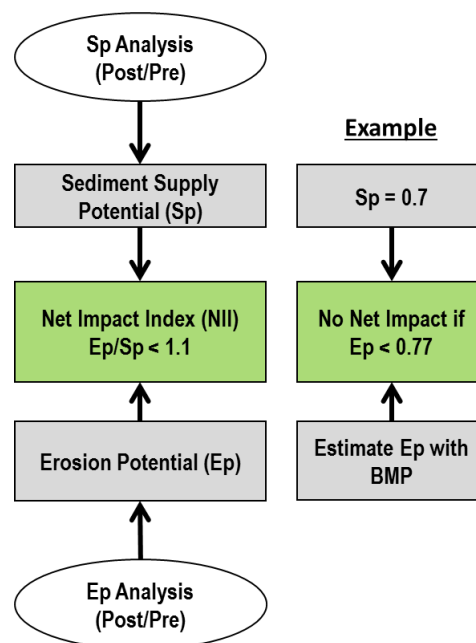 Sp Analysis
(Post/Pre)
Sediment Supply
Potential (Sp)
Net Impact Index (NII)
Ep/Sp < 1.1
Erosion Potential (Ep)
Ep Analysis
(Post/Pre)
Example
Sp = 0.7
No Net Impact if
Ep < 0.77
Estimate Ep with
BMP